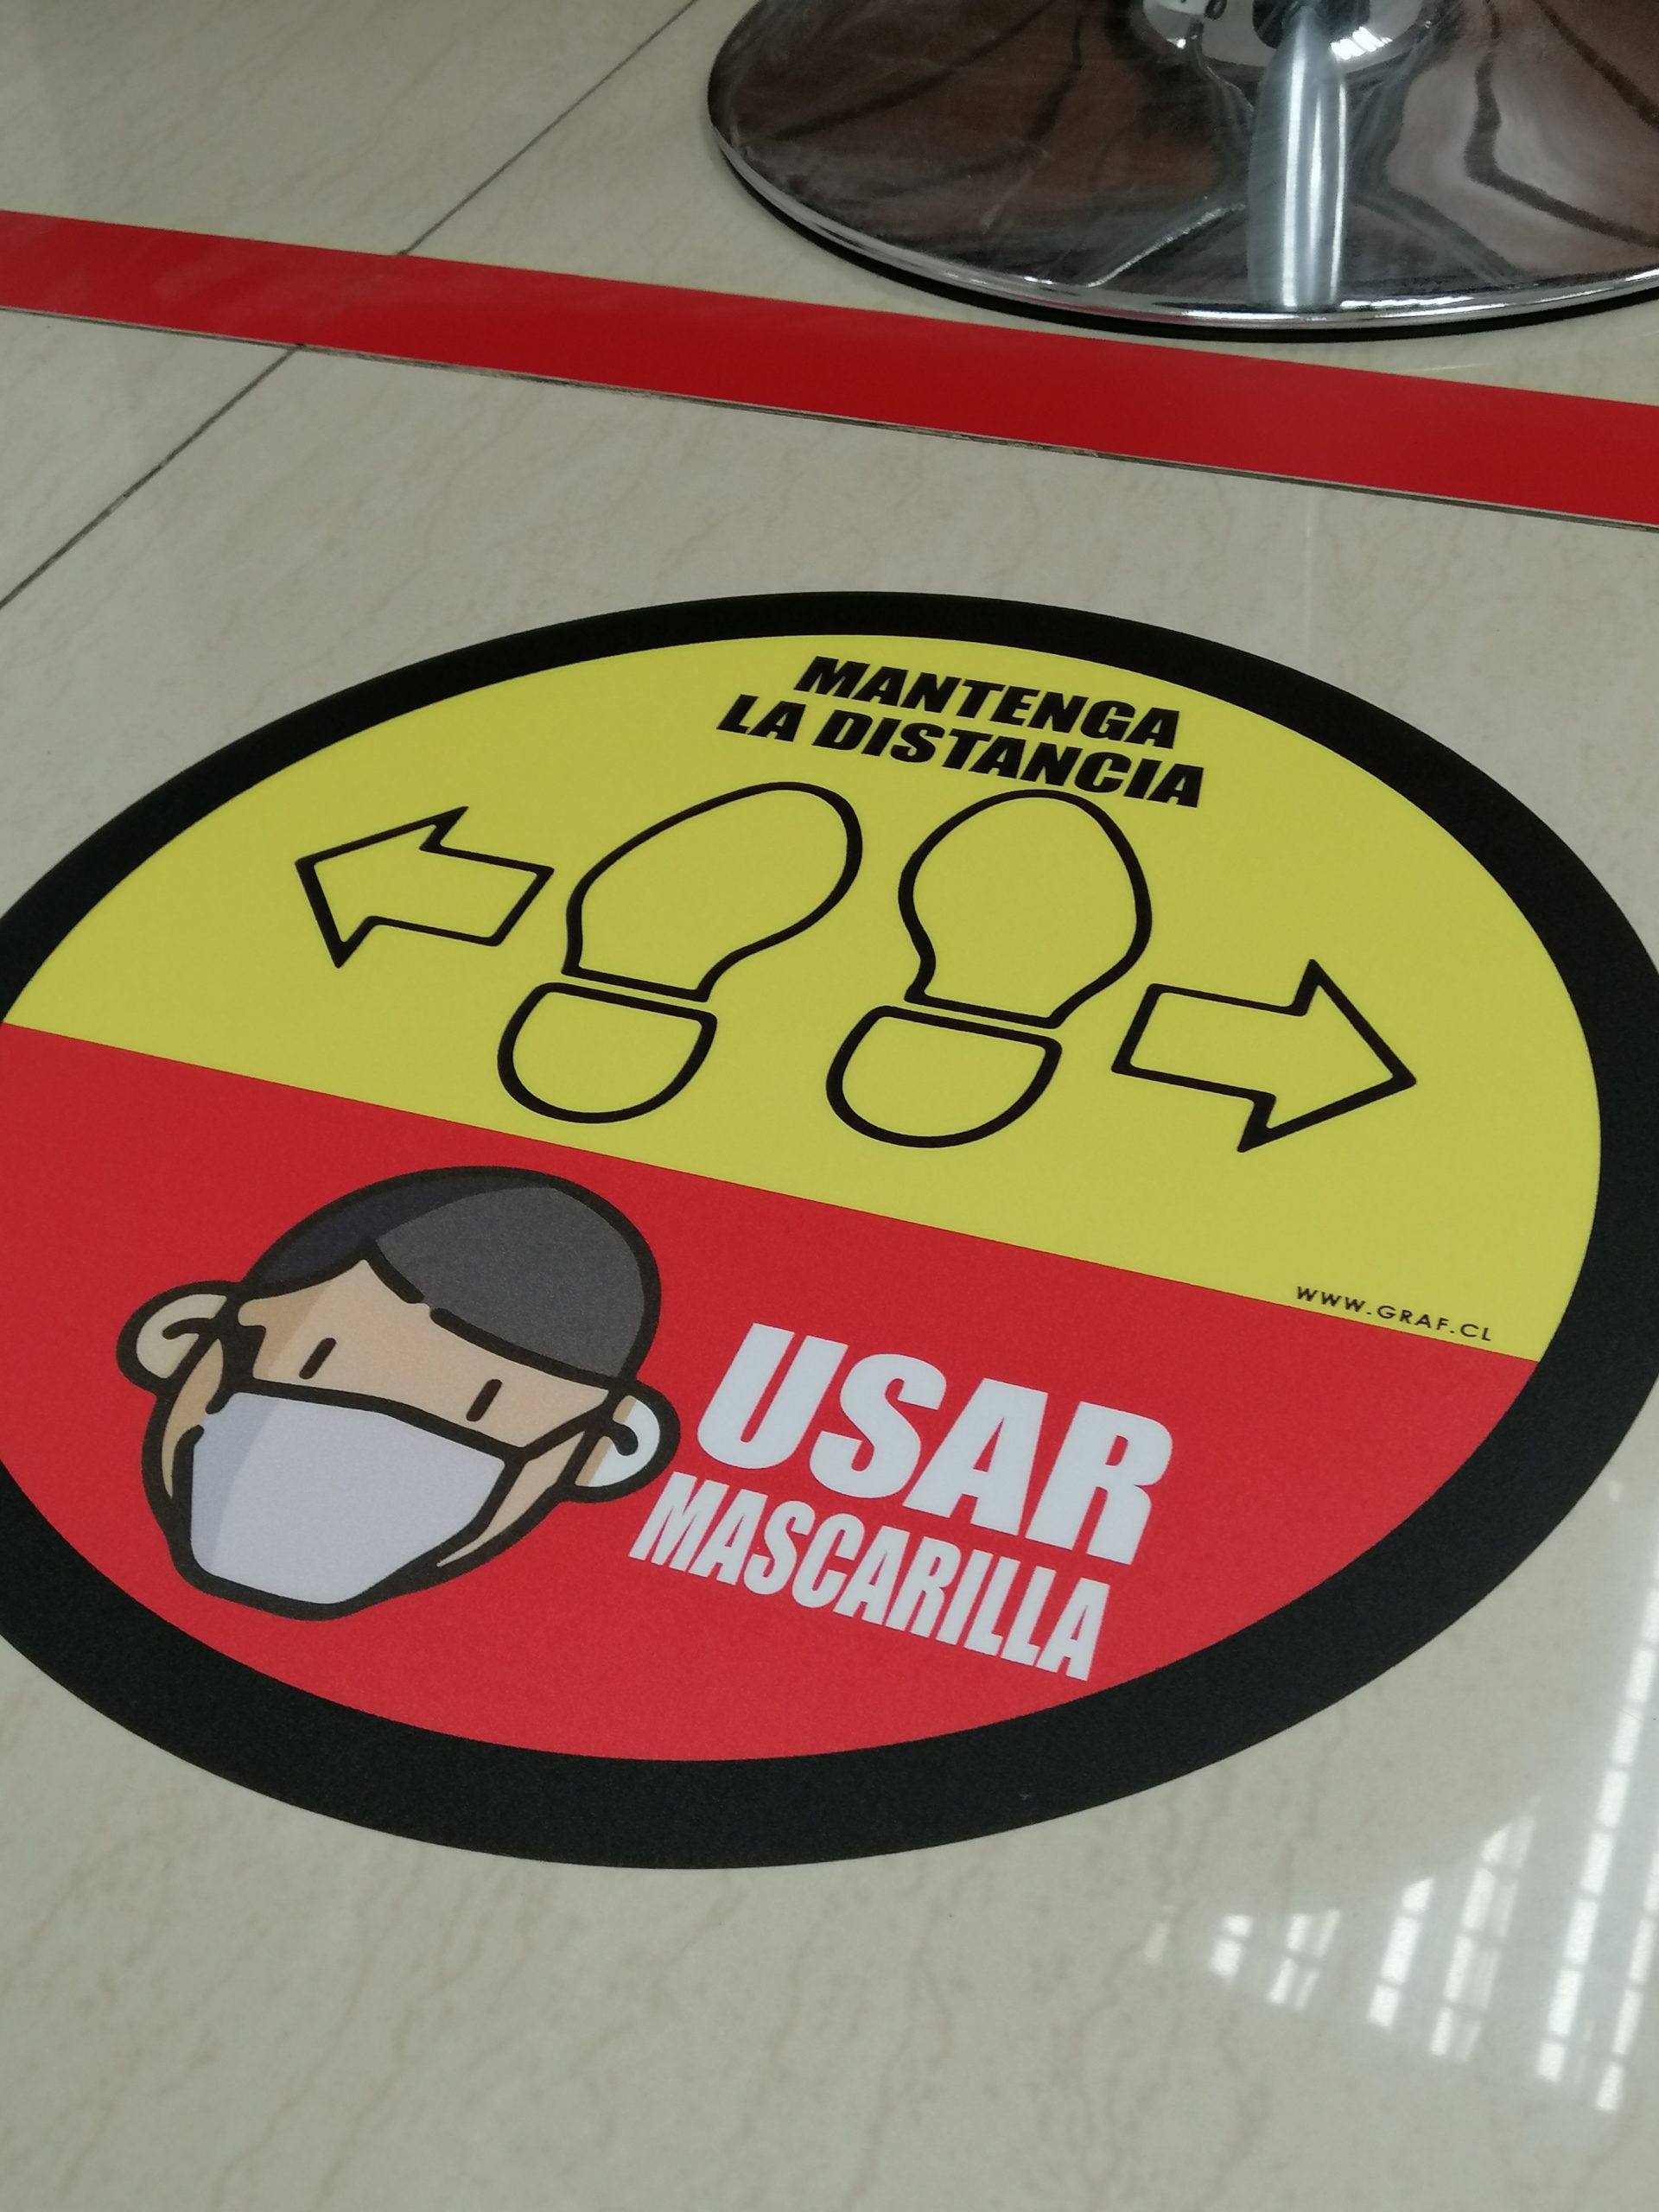 MANTENGA
LA DISTANCIA
WWW.GRAF.CL
USAR
MASCARILLA